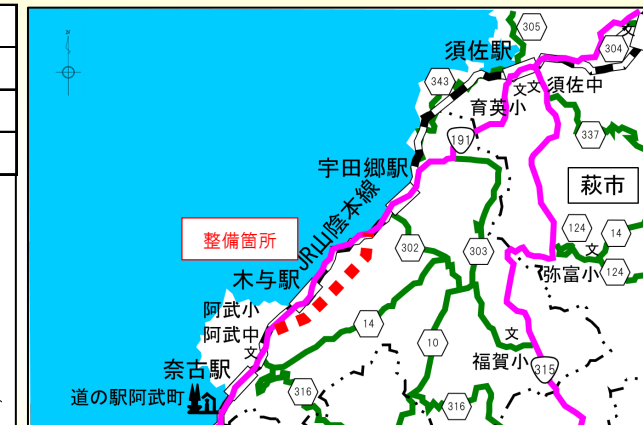 305
304
須佐駅
343
文文
須佐中
育英小
191
337
宇田郷駅
萩市
JR山陰本線
整備箇所
302
303
124
14
文
弥富小
124
木与駅
阿武小
阿武中
文
14
10
文
福賀小
奈古駅
315
道の駅阿武町
316
316